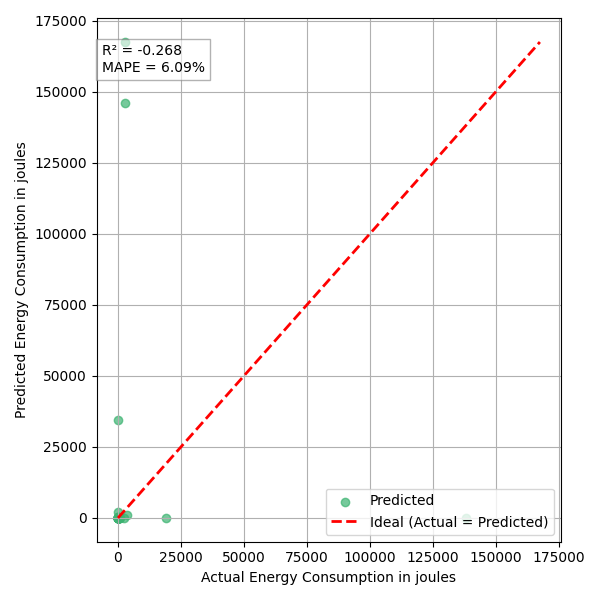 175000
150000
125000
100000
75000
50000
25000
0
Predicted Energy Consumption in joules
R² = -0.268
MAPE = 6.09%
Predicted
Ideal (Actual = Predicted)
0
25000
50000
75000
100000
125000
150000
175000
Actual Energy Consumption in joules